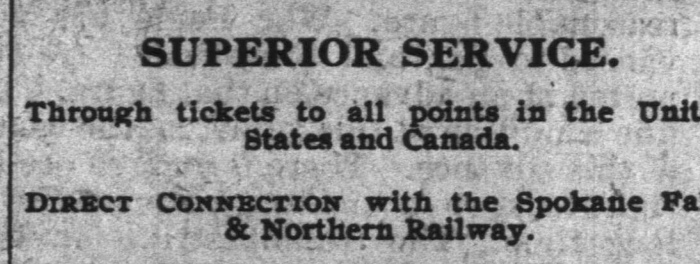 SUPERIOR SERVICE.
Through tickets to all points in the Unit
States and Canada.
DIRECT CONNECTION with the Spokane Fa
& Northern Railway.